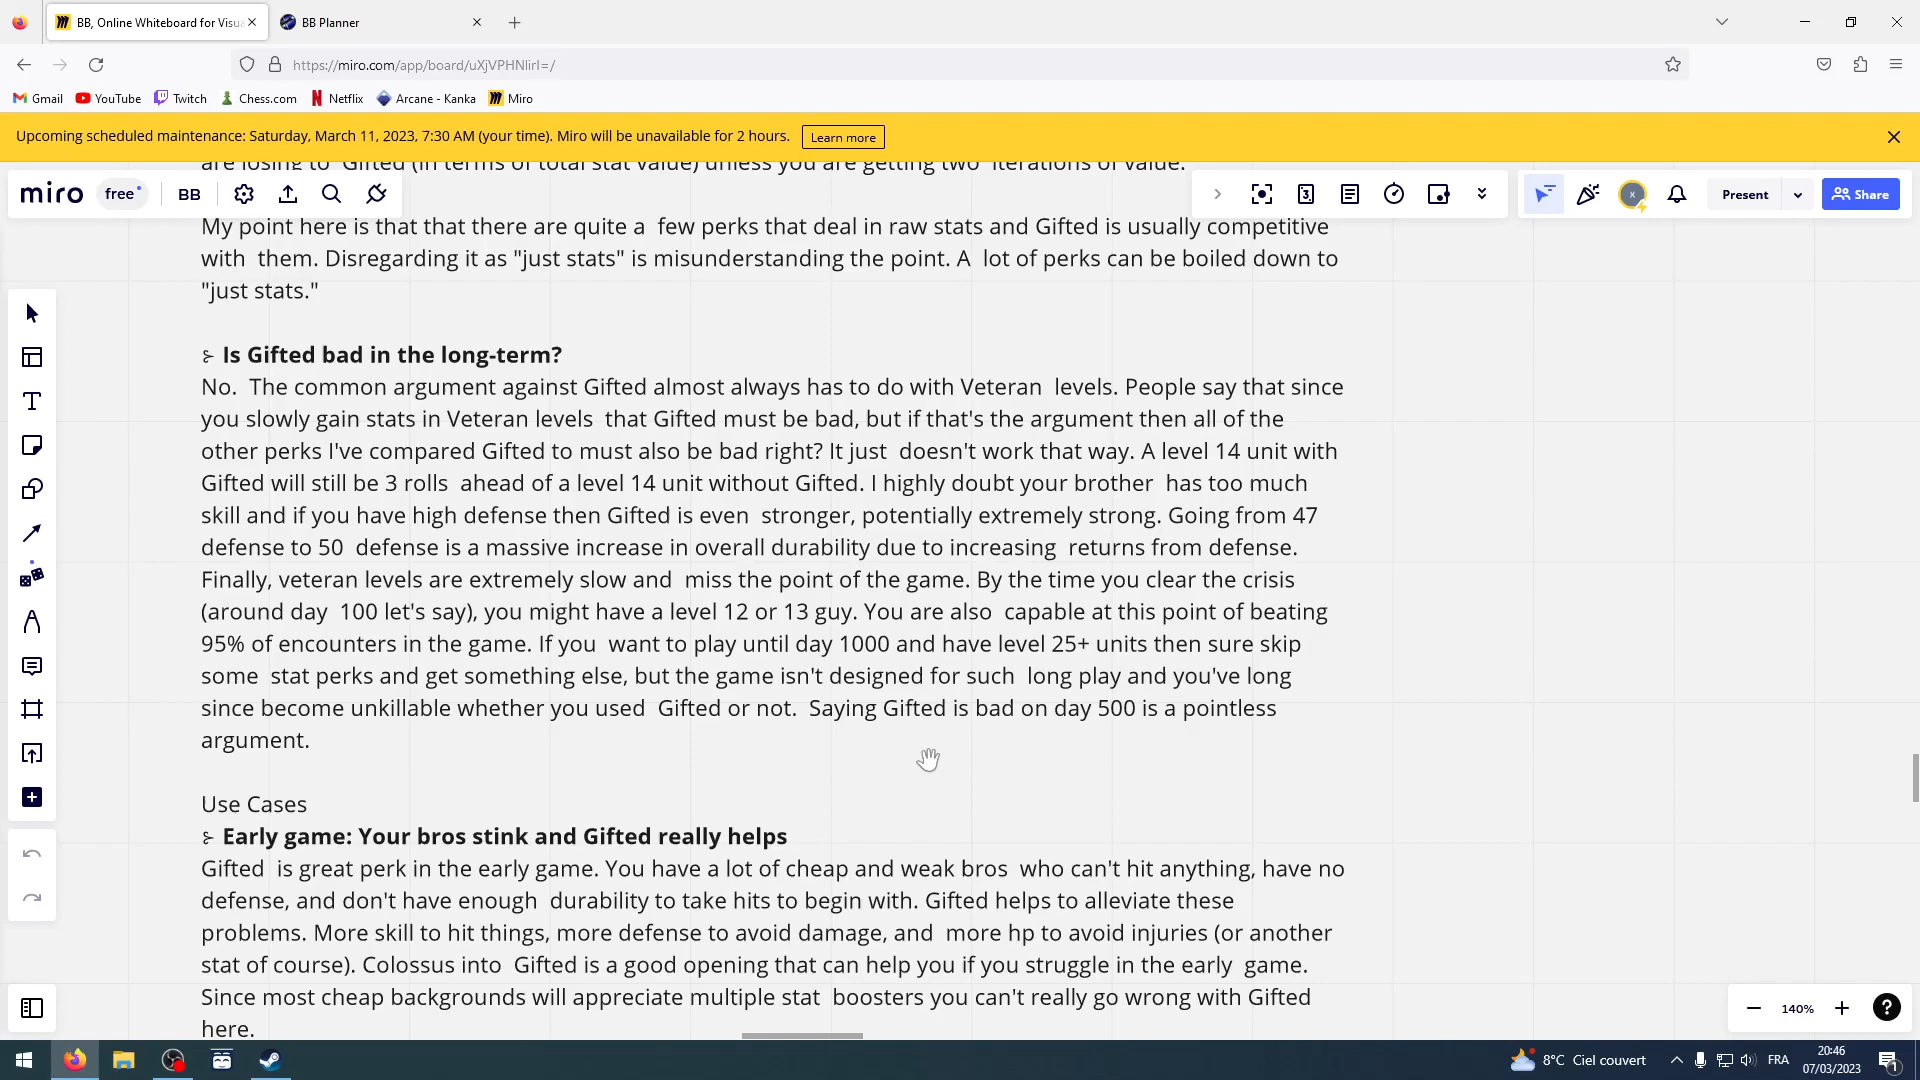 BB, Online Whiteboard for Visua
BB Planner
https://miro.com/app/board/uXjVPHNlirI=/
Gmail
YouTube
Twitch
Chess.com
Netflix
Arcane - Kanka
Miro
Upcoming scheduled maintenance: Saturday, March 11, 2023, 7:30 AM (your time). Miro will be unavailable for 2 hours.
Learn more
are losing to Gifted (in terms of total stat value) unless you are getting two iterations of value.
miro
free
BB
3
x
Present
Share
My point here is that that there are quite a few perks that deal in raw stats and Gifted is usually competitive
with them. Disregarding it as "just stats" is misunderstanding the point. A lot of perks can be boiled down to
"just stats."
Is Gifted bad in the long-term?
No. The common argument against Gifted almost always has to do with Veteran levels. People say that since
you slowly gain stats in Veteran levels that Gifted must be bad, but if that's the argument then all of the
other perks I've compared Gifted to must also be bad right? It just doesn't work that way. A level 14 unit with
Gifted will still be 3 rolls ahead of a level 14 unit without Gifted. I highly doubt your brother has too much
skill and if you have high defense then Gifted is even stronger, potentially extremely strong. Going from 47
defense to 50 defense is a massive increase in overall durability due to increasing returns from defense.
Finally, veteran levels are extremely slow and miss the point of the game. By the time you clear the crisis
(around day 100 let's say), you might have a level 12 or 13 guy. You are also capable at this point of beating
95% of encounters in the game. If you want to play until day 1000 and have level 25+ units then sure skip
some stat perks and get something else, but the game isn't designed for such long play and you've long
since become unkillable whether you used Gifted or not. Saying Gifted is bad on day 500 is a pointless
argument.
Use Cases
Early game: Your bros stink and Gifted really helps
Gifted is great perk in the early game. You have a lot of cheap and weak bros who can't hit anything, have no
defense, and don't have enough durability to take hits to begin with. Gifted helps to alleviate these
problems. More skill to hit things, more defense to avoid damage, and more hp to avoid injuries (or another
stat of course). Colossus into Gifted is a good opening that can help you if you struggle in the early game.
Since most cheap backgrounds will appreciate multiple stat boosters you can't really go wrong with Gifted
here.
140%
?
8°C Ciel couvert
FRA
20:46
07/03/2023
1